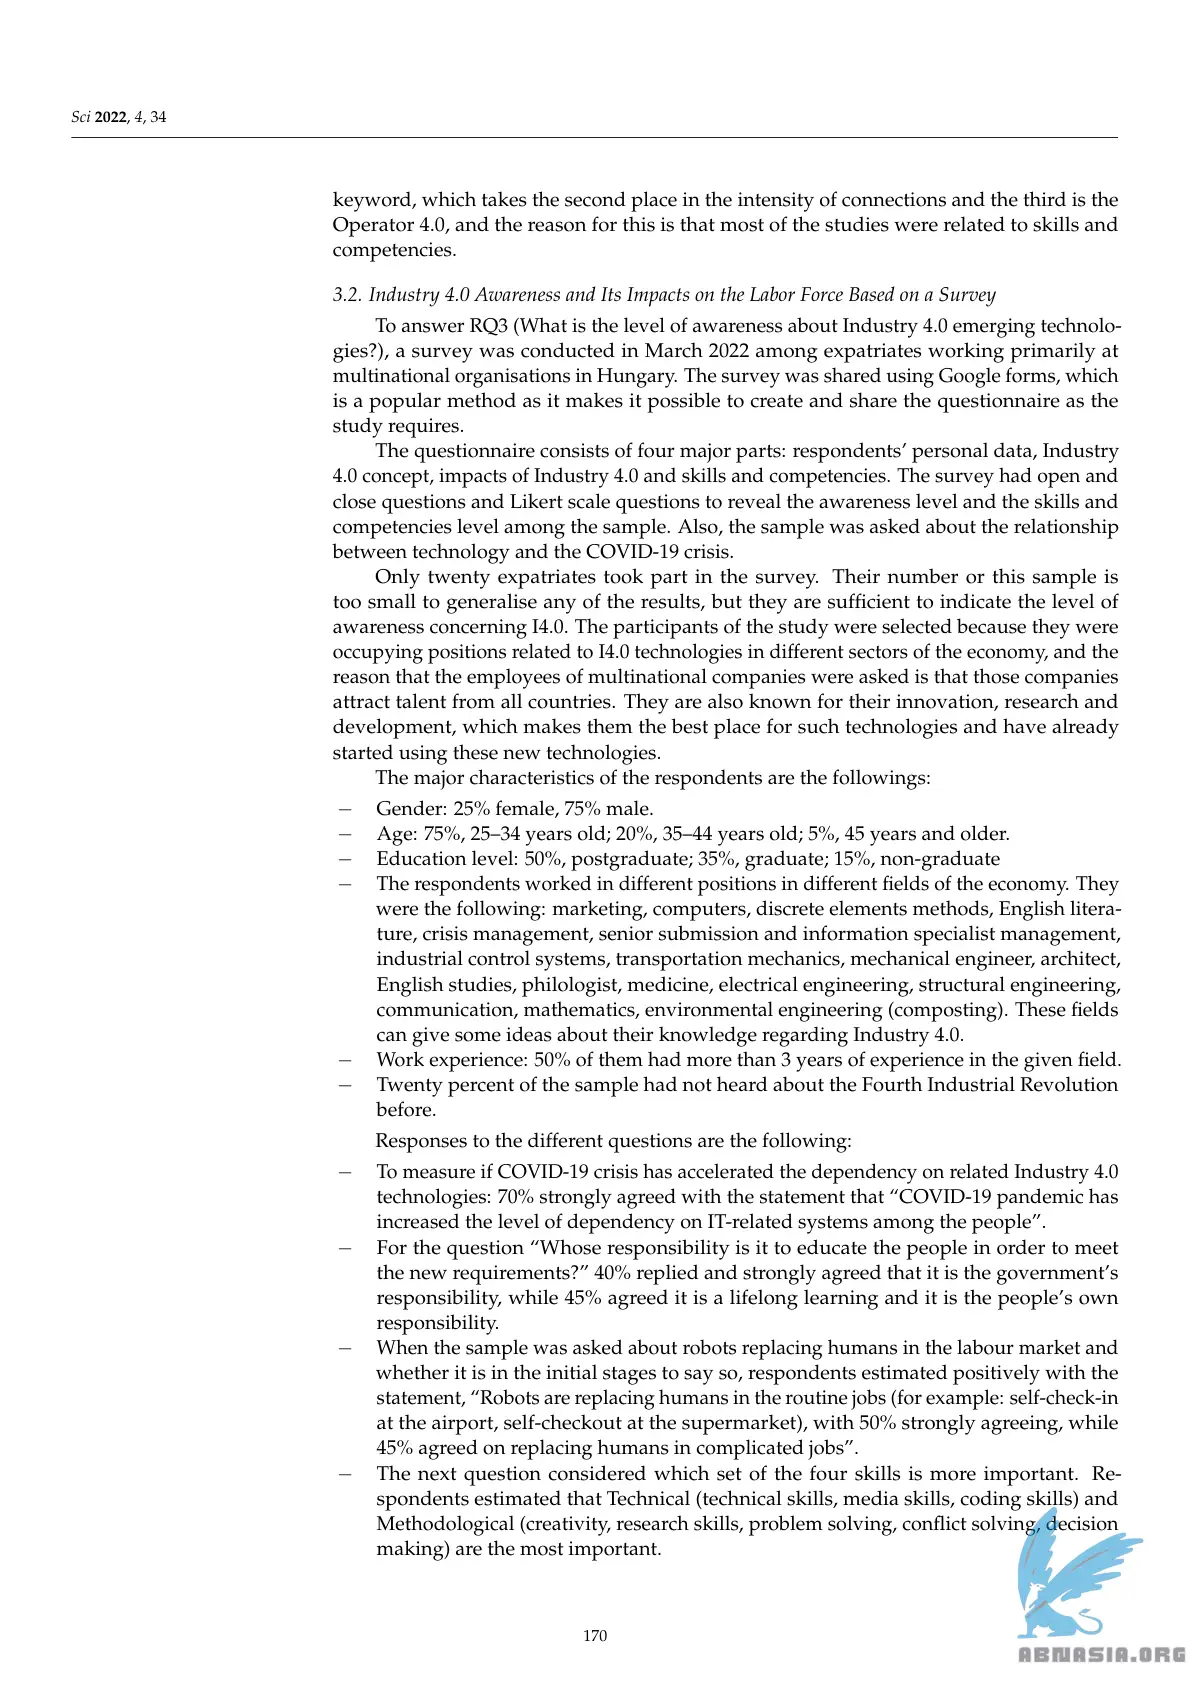 Sci 2022, 4, 34
keyword, which takes the second place in the intensity of connections and the third is the
Operator 4.0, and the reason for this is that most of the studies were related to skills and
competencies.
3.2. Industry 4.0 Awareness and Its Impacts on the Labor Force Based on a Survey
To answer RQ3 (What is the level of awareness about Industry 4.0 emerging technolo-
gies?), a survey was conducted in March 2022 among expatriates working primarily at
multinational organisations in Hungary. The survey was shared using Google forms, which
is a popular method as it makes it possible to create and share the questionnaire as the
study requires.
The questionnaire consists of four major parts: respondents’ personal data, Industry
4.0 concept, impacts of Industry 4.0 and skills and competencies. The survey had open and
close questions and Likert scale questions to reveal the awareness level and the skills and
competencies level among the sample. Also, the sample was asked about the relationship
between technology and the COVID-19 crisis.
Only twenty expatriates took part in the survey. Their number or this sample is
too small to generalise any of the results, but they are sufficient to indicate the level of
awareness concerning I4.0. The participants of the study were selected because they were
occupying positions related to I4.0 technologies in different sectors of the economy, and the
reason that the employees of multinational companies were asked is that those companies
attract talent from all countries. They are also known for their innovation, research and
development, which makes them the best place for such technologies and have already
started using these new technologies.
The major characteristics of the respondents are the followings:
– Gender: 25% female, 75% male.
– Age: 75%, 25–34 years old; 20%, 35–44 years old; 5%, 45 years and older.
– Education level: 50%, postgraduate; 35%, graduate; 15%, non-graduate
– The respondents worked in different positions in different fields of the economy. They
were the following: marketing, computers, discrete elements methods, English litera-
ture, crisis management, senior submission and information specialist management,
industrial control systems, transportation mechanics, mechanical engineer, architect,
English studies, philologist, medicine, electrical engineering, structural engineering,
communication, mathematics, environmental engineering (composting). These fields
can give some ideas about their knowledge regarding Industry 4.0.
– Work experience: 50% of them had more than 3 years of experience in the given field.
– Twenty percent of the sample had not heard about the Fourth Industrial Revolution
before.
Responses to the different questions are the following:
– To measure if COVID-19 crisis has accelerated the dependency on related Industry 4.0
technologies: 70% strongly agreed with the statement that “COVID-19 pandemic has
increased the level of dependency on IT-related systems among the people”.
– For the question “Whose responsibility is it to educate the people in order to meet
the new requirements?” 40% replied and strongly agreed that it is the government’s
responsibility, while 45% agreed it is a lifelong learning and it is the people’s own
responsibility.
– When the sample was asked about robots replacing humans in the labour market and
whether it is in the initial stages to say so, respondents estimated positively with the
statement, “Robots are replacing humans in the routine jobs (for example: self-check-in
at the airport, self-checkout at the supermarket), with 50% strongly agreeing, while
45% agreed on replacing humans in complicated jobs”.
– The next question considered which set of the four skills is more important. Re-
spondents estimated that Technical (technical skills, media skills, coding skills) and
Methodological (creativity, research skills, problem solving, conflict solving, decision
making) are the most important.
170
ABNASIA.ORG